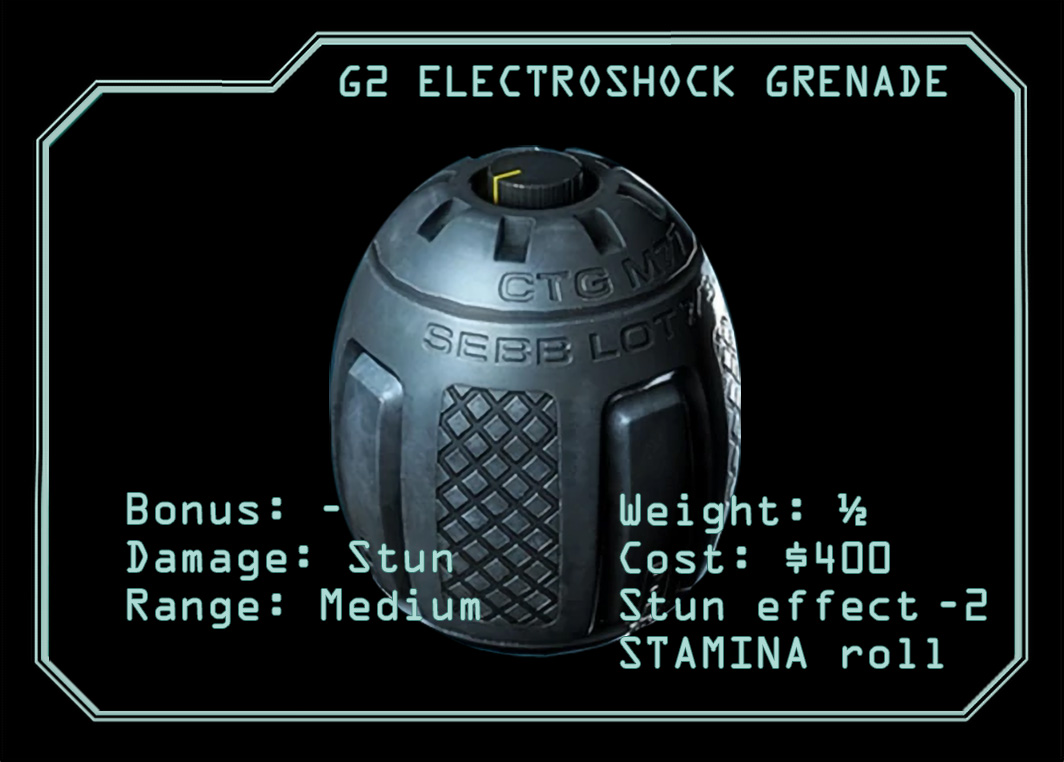 G2 ELECTROSHOCK GRENADE
CTG M71
SEBB LOT
Bonus: -
Damage: Stun
Range: Medium
Weight: ½
Cost: $400
Stun effect -2
STAMINA roll